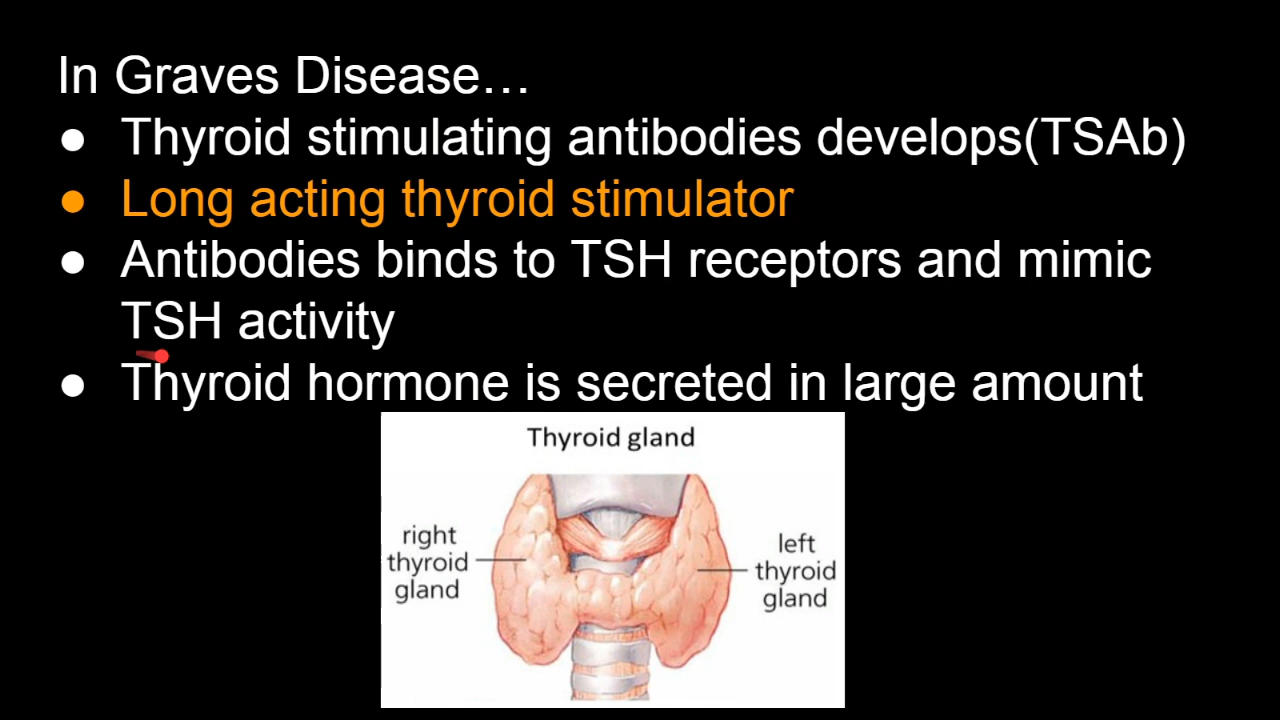 In Graves Disease…
● Thyroid stimulating antibodies develops(TSAb)
● Long acting thyroid stimulator
● Antibodies binds to TSH receptors and mimic
TSH activity
● Thyroid hormone is secreted in large amount
Thyroid gland
right
thyroid
gland
left
thyroid
gland